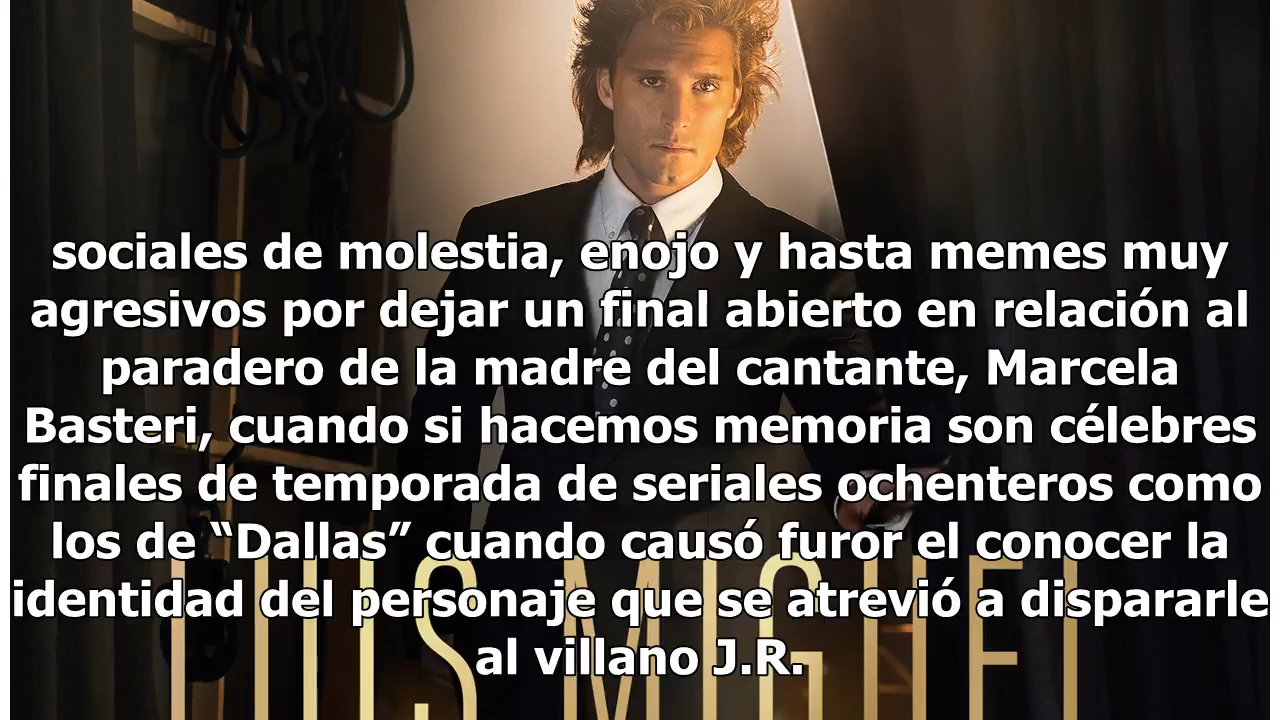 sociales de molestia, enojo y hasta memes muy
agresivos por dejar un final abierto en relación al
paradero de la madre del cantante, Marcela
Basteri, cuando si hacemos memoria son célebres
finales de temporada de seriales ochenteros como
los de “Dallas” cuando causó furor el conocer la
identidad del personaje que se atrevió a dispararle
al villano J.R.
LUIS MIGUEL